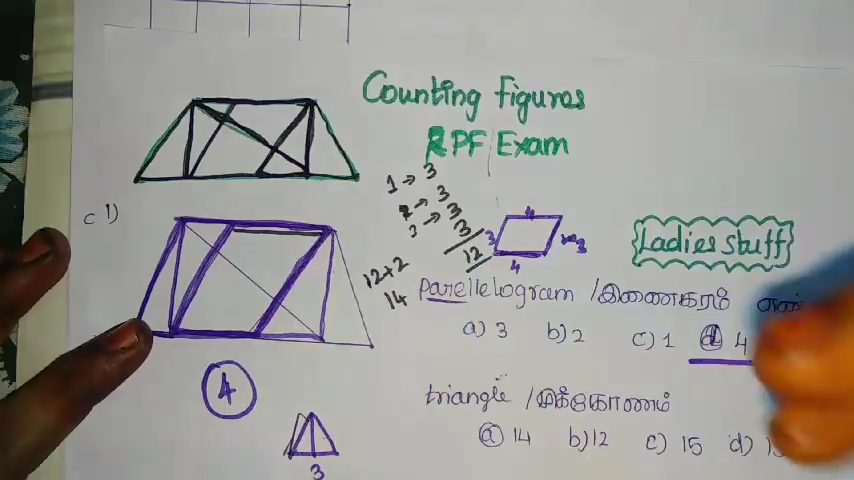 Counting figures
RPF Exam
1 → 3
2 → 3
3 → 3
3
12
12+2
14
c 1)
4
3
3
4
Ladies stuff
parellelogram / இணைகரம்
a) 3 b) 2 c) 1 d) 4
4
triangle / முக்கோணம்
a) 14 b) 12 c) 15 d)
3